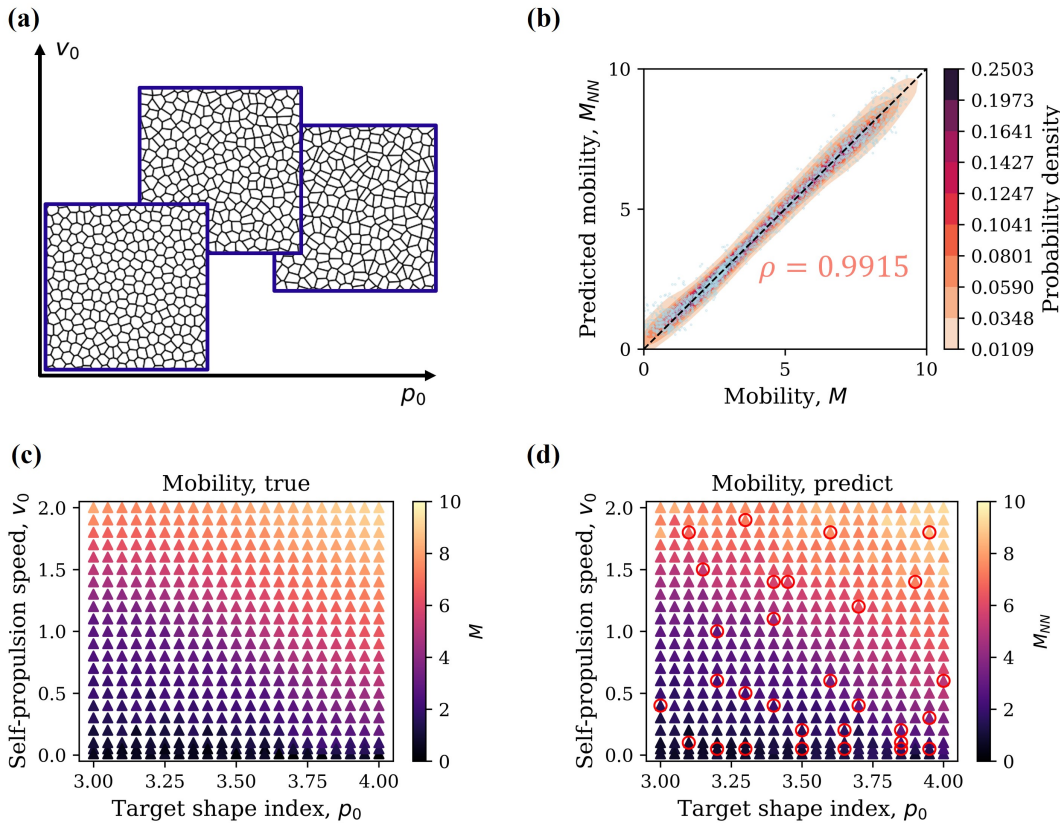 (a)
v0
p0
(b)
Predicted mobility, MNN
10
5
0
0 5 10
Mobility, M
ρ = 0.9915
0.2503
0.1973
0.1641
0.1427
0.1247
0.1041
0.0801
0.0590
0.0348
0.0109
Probability density
(c)
Mobility, true
Self-propulsion speed, v0
2.0
1.5
1.0
0.5
0.0
3.00 3.25 3.50 3.75 4.00
Target shape index, p0
10
8
6
4
2
0
M
(d)
Mobility, predict
Self-propulsion speed, v0
2.0
1.5
1.0
0.5
0.0
3.00 3.25 3.50 3.75 4.00
Target shape index, p0
10
8
6
4
2
0
MNN